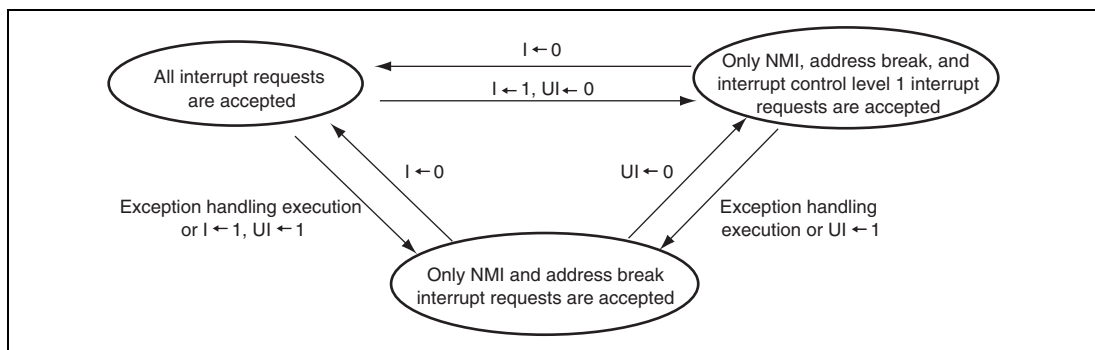 I ← 0
All interrupt requests
are accepted
Only NMI, address break, and
interrupt control level 1 interrupt
requests are accepted
I ← 1, UI ← 0
I ← 0
UI ← 0
Exception handling execution
or I ← 1, UI ← 1
Exception handling
execution or UI ← 1
Only NMI and address break
interrupt requests are accepted